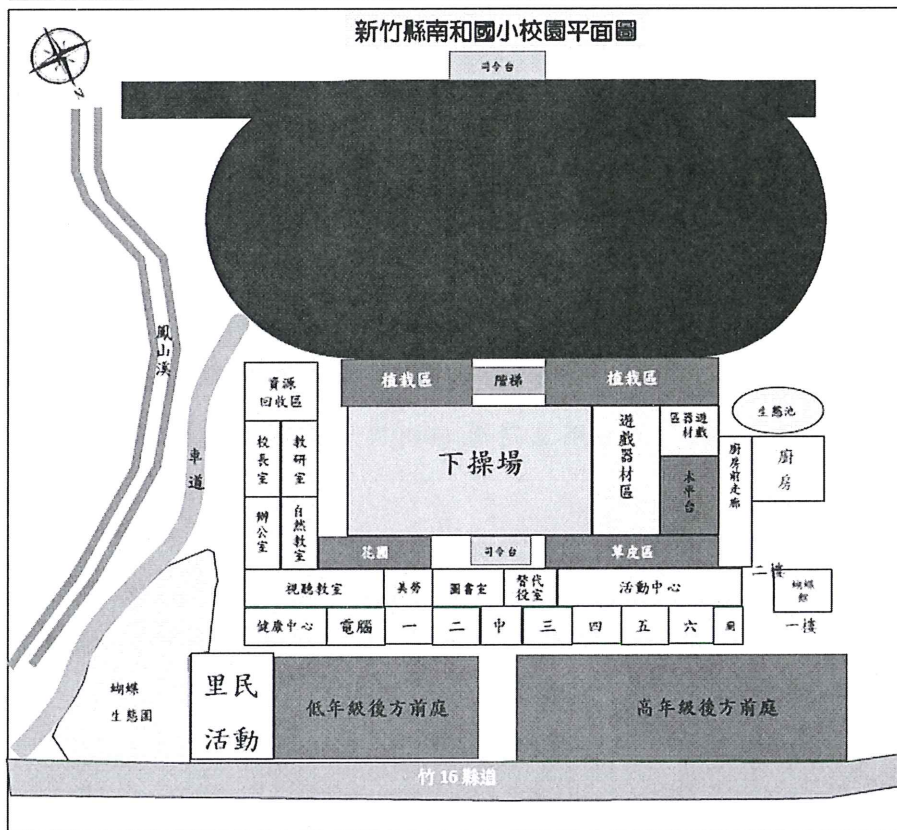 新竹縣南和國小校園平面圖
司令台
鳳山溪
車道
資源
回收區
植栽區
階梯
植栽區
生態池
校長室
教研室
下操場
遊戲器材區
遊戲
器材
區
木平台
廚房前走廊
廚房
辦公室
自然教室
花園
司令台
草皮區
二樓
視聽教室
美勞
圖書室
替代
役室
活動中心
蝴蝶
館
健康中心
電腦
一
二
中
三
四
五
六
廁
一樓
蝴蝶
生態園
里民
活動
低年級後方前庭
高年級後方前庭
竹 16 縣道